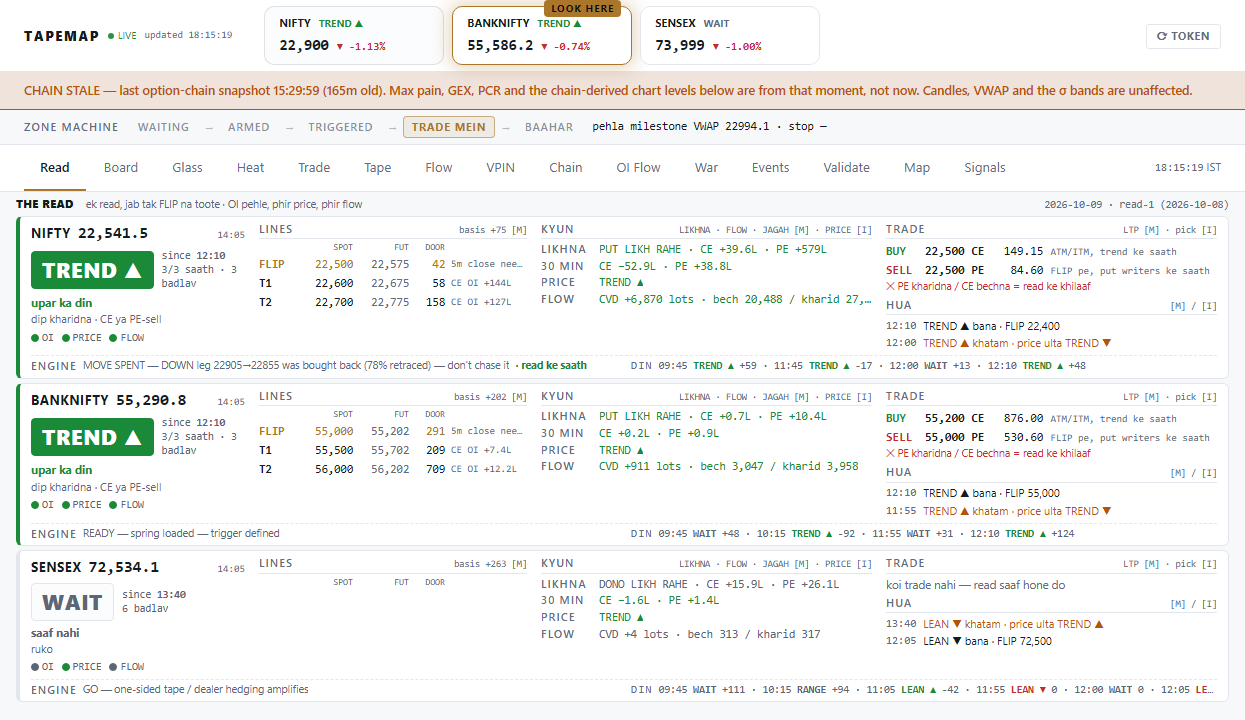 TAPEMAP ● LIVE updated 18:15:19
NIFTY TREND ▲
22,900 ▼ -1.13%
LOOK HERE
BANKNIFTY TREND ▲
55,586.2 ▼ -0.74%
SENSEX WAIT
73,999 ▼ -1.00%
⟳ TOKEN
CHAIN STALE — last option-chain snapshot 15:29:59 (165m old). Max pain, GEX, PCR and the chain-derived chart levels below are from that moment, not now. Candles, VWAP and the σ bands are unaffected.
ZONE MACHINE WAITING → ARMED → TRIGGERED → TRADE MEIN → BAAHAR pehla milestone VWAP 22994.1 · stop —
Read Board Glass Heat Trade Tape Flow VPIN Chain OI Flow War Events Validate Map Signals 18:15:19 IST
THE READ ek read, jab tak FLIP na toote · OI pehle, phir price, phir flow 2026-10-09 · read-1 (2026-10-08)
NIFTY 22,541.5 14:05
TREND ▲
since 12:10
3/3 saath · 3
badlav
upar ka din
dip kharidna · CE ya PE-sell
● OI ● PRICE ● FLOW
LINES basis +75 [M]
SPOT FUT DOOR
FLIP 22,500 22,575 42 5m close nee…
T1 22,600 22,675 58 CE OI +144L
T2 22,700 22,775 158 CE OI +127L
KYUN LIKHNA · FLOW · JAGAH [M] · PRICE [I]
LIKHNA PUT LIKH RAHE · CE +39.6L · PE +579L
30 MIN CE −52.9L · PE +38.8L
PRICE TREND ▲
FLOW CVD +6,870 lots · bech 20,488 / kharid 27,…
TRADE LTP [M] · pick [I]
BUY 22,500 CE 149.15 ATM/ITM, trend ke saath
SELL 22,500 PE 84.60 FLIP pe, put writers ke saath
✕ PE kharidna / CE bechna = read ke khilaaf
HUA [M] / [I]
12:10 TREND ▲ bana · FLIP 22,400
12:00 TREND ▲ khatam · price ulta TREND ▼
ENGINE MOVE SPENT — DOWN leg 22905→22855 was bought back (78% retraced) — don't chase it · read ke saath
DIN 09:45 TREND ▲ +59 · 11:45 TREND ▲ -17 · 12:00 WAIT +13 · 12:10 TREND ▲ +48
BANKNIFTY 55,290.8 14:05
TREND ▲
since 12:10
3/3 saath · 3
badlav
upar ka din
dip kharidna · CE ya PE-sell
● OI ● PRICE ● FLOW
LINES basis +202 [M]
SPOT FUT DOOR
FLIP 55,000 55,202 291 5m close nee…
T1 55,500 55,702 209 CE OI +7.4L
T2 56,000 56,202 709 CE OI +12.2L
KYUN LIKHNA · FLOW · JAGAH [M] · PRICE [I]
LIKHNA PUT LIKH RAHE · CE +0.7L · PE +10.4L
30 MIN CE +0.2L · PE +0.9L
PRICE TREND ▲
FLOW CVD +911 lots · bech 3,047 / kharid 3,958
TRADE LTP [M] · pick [I]
BUY 55,200 CE 876.00 ATM/ITM, trend ke saath
SELL 55,000 PE 530.60 FLIP pe, put writers ke saath
✕ PE kharidna / CE bechna = read ke khilaaf
HUA [M] / [I]
12:10 TREND ▲ bana · FLIP 55,000
11:55 TREND ▲ khatam · price ulta TREND ▼
ENGINE READY — spring loaded — trigger defined
DIN 09:45 WAIT +48 · 10:15 TREND ▲ -92 · 11:55 WAIT +31 · 12:10 TREND ▲ +124
SENSEX 72,534.1 14:05
WAIT
since 13:40
6 badlav
saaf nahi
ruko
● OI ● PRICE ● FLOW
LINES basis +263 [M]
SPOT FUT DOOR
KYUN LIKHNA · FLOW · JAGAH [M] · PRICE [I]
LIKHNA DONO LIKH RAHE · CE +15.9L · PE +26.1L
30 MIN CE −1.6L · PE +1.4L
PRICE TREND ▲
FLOW CVD +4 lots · bech 313 / kharid 317
TRADE LTP [M] · pick [I]
koi trade nahi — read saaf hone do
HUA [M] / [I]
13:40 LEAN ▼ khatam · price ulta TREND ▲
12:05 LEAN ▼ bana · FLIP 72,500
ENGINE GO — one-sided tape / dealer hedging amplifies
DIN 09:45 WAIT +111 · 10:15 RANGE +94 · 11:05 LEAN ▲ -42 · 11:55 LEAN ▼ 0 · 12:00 WAIT 0 · 12:05 LE…